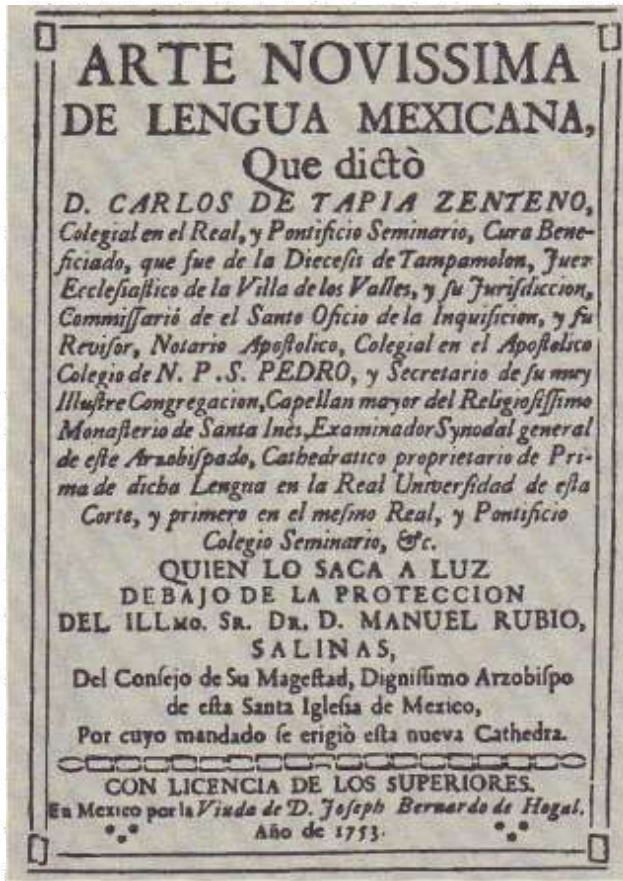 ARTE NOVISSIMA
DE LENGUA MEXICANA,
Que dictò
D. CARLOS DE TAPIA ZENTENO,
Colegial en el Real, y Pontificio Seminario, Cura Bene-
ficiado, que fue de la Diecesis de Tampamolon, Juez
Ecclesiastico de la Villa de los Valles, y su Jurisdiccion,
Commissariò de el Santo Oficio de la Inquisicion, y su
Revisor, Notario Apostolico, Colegial en el Apostolico
Colegio de N. P. S. PEDRO, y Secretario de su muy
Illustre Congregacion, Capellan mayor del Religiosissimo
Monasterio de Santa Inès, Examinador Synodal general
de este Arzobispado, Cathedratico proprietario de Pri-
ma de dicha Lengua en la Real Universidad de esta
Corte, y primero en el mesmo Real, y Pontificio
Colegio Seminario, &c.
QUIEN LO SACA A LUZ
DEBAJO DE LA PROTECCION
DEL ILLMO. SR. DR. D. MANUEL RUBIO,
SALINAS,
Del Consejo de Su Magestad, Dignissimo Arzobispo
de esta Santa Iglesia de Mexico,
Por cuyo mandado se erigiò esta nueva Cathedra.
CON LICENCIA DE LOS SUPERIORES.
En Mexico por la Viuda de D. Joseph Bernardo de Hogal.
Año de 1753.